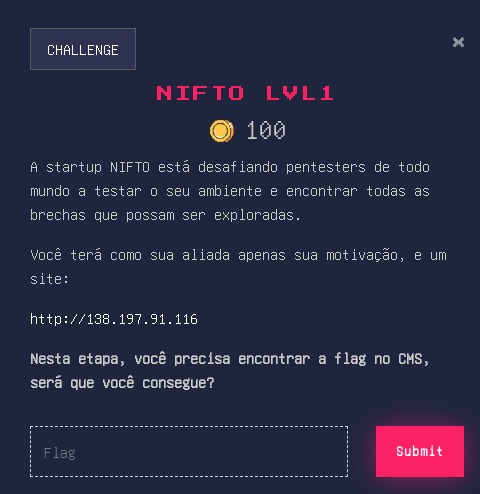 CHALLENGE
×
NIFTO LVL1
100
A startup NIFTO está desafiando pentesters de todo
mundo a testar o seu ambiente e encontrar todas as
brechas que possam ser exploradas.
Você terá como sua aliada apenas sua motivação, e um
site:
http://138.197.91.116
Nesta etapa, você precisa encontrar a flag no CMS,
será que você consegue?
Flag
Submit